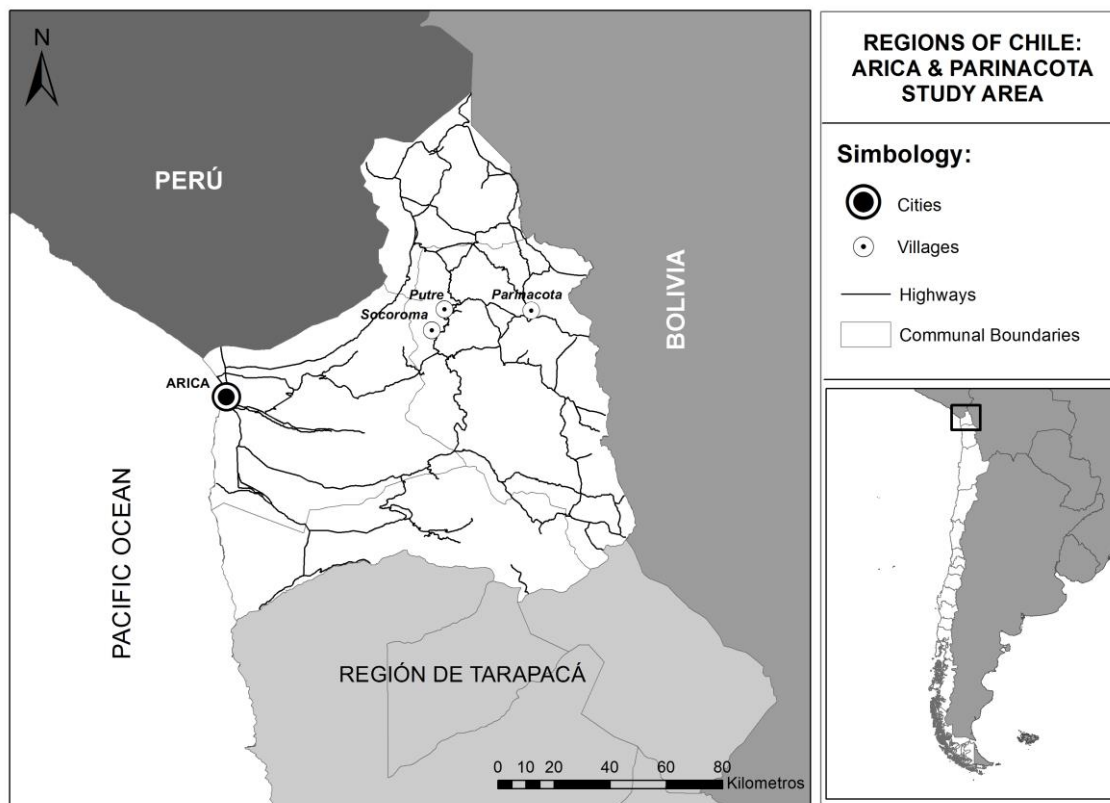 N
PERÚ
BOLIVIA
Putre
Parinacota
Socoroma
ARICA
PACIFIC OCEAN
REGIÓN DE TARAPACÁ
0 5 10 20 40 60 80
Kilometros
REGIONS OF CHILE:
ARICA & PARINACOTA
STUDY AREA
Simbology:
Cities
Villages
Highways
Communal Boundaries